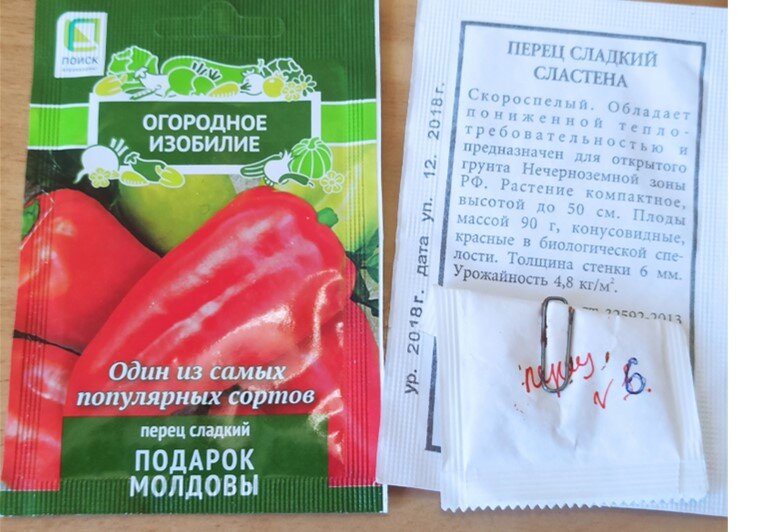 ПОИСК
АГРОХОЛДИНГ
ОГОРОДНОЕ
ИЗОБИЛИЕ
Один из самых
популярных сортов
перец сладкий
ПОДАРОК
МОЛДОВЫ
ур. 2018г. дата уп. 12. 2018г.
ПЕРЕЦ СЛАДКИЙ
СЛАСТЕНА
Скороспелый. Обладает
пониженной тепло-
требовательностью и
предназначен для открытого
грунта Нечерноземной зоны
РФ. Растение компактное,
высотой до 50 см. Плоды
массой 90 г, конусовидные,
красные в биологической спе-
лости. Толщина стенки 6 мм.
Урожайность 4,8 кг/м².
32592-2013
перец
√ 6.